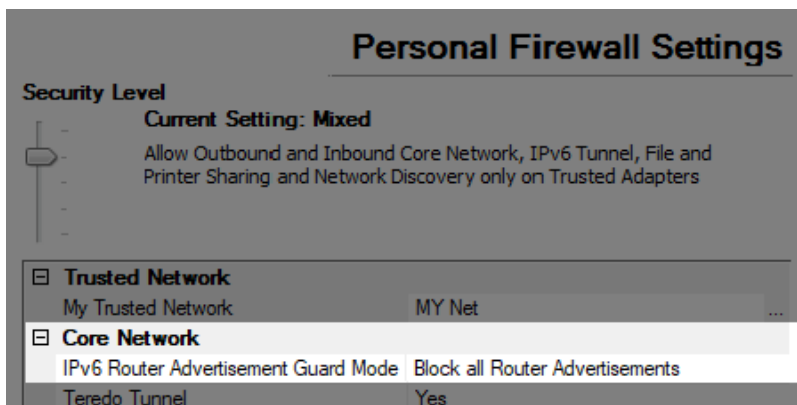 Personal Firewall Settings
Security Level
Current Setting: Mixed
Allow Outbound and Inbound Core Network, IPv6 Tunnel, File and
Printer Sharing and Network Discovery only on Trusted Adapters
Trusted Network
My Trusted Network MY Net ...
Core Network
IPv6 Router Advertisement Guard Mode Block all Router Advertisements
Teredo Tunnel Yes